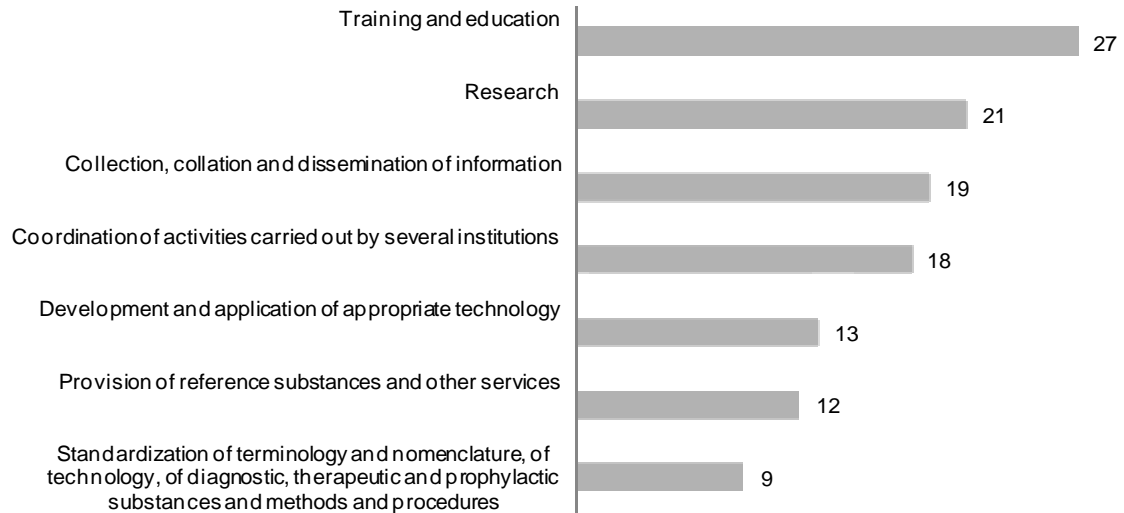 Training and education
27
Research
21
Collection, collation and dissemination of information
19
Coordination of activities carried out by several institutions
18
Development and application of appropriate technology
13
Provision of reference substances and other services
12
Standardization of terminology and nomenclature, of
technology, of diagnostic, therapeutic and prophylactic
substances and methods and procedures
9